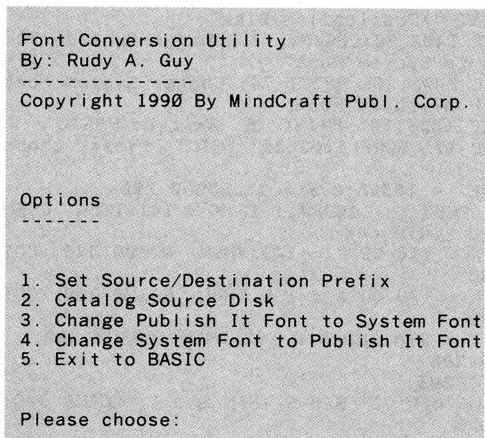 Font Conversion Utility
By: Rudy A. Guy
---------------
Copyright 1990 By MindCraft Publ. Corp.
Options
-------
1. Set Source/Destination Prefix
2. Catalog Source Disk
3. Change Publish It Font to System Font
4. Change System Font to Publish It Font
5. Exit to BASIC
Please choose: